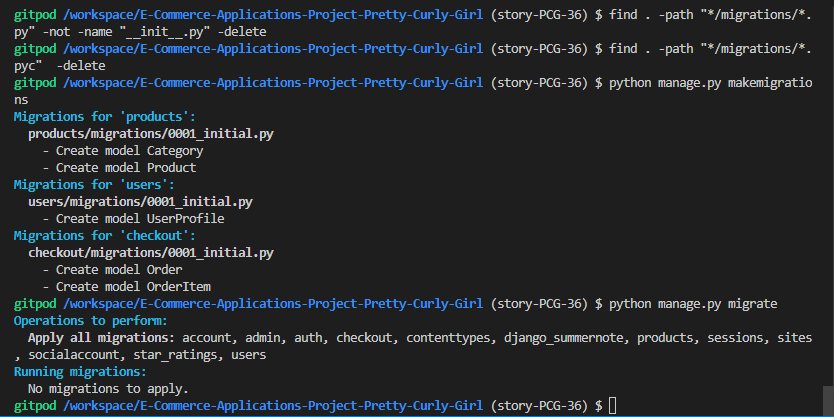 gitpod /workspace/E-Commerce-Applications-Project-Pretty-Curly-Girl (story-PCG-36) $ find . -path "*/migrations/*.
py" -not -name "__init__.py" -delete
gitpod /workspace/E-Commerce-Applications-Project-Pretty-Curly-Girl (story-PCG-36) $ find . -path "*/migrations/*.
pyc"  -delete
gitpod /workspace/E-Commerce-Applications-Project-Pretty-Curly-Girl (story-PCG-36) $ python manage.py makemigratio
ns
Migrations for 'products':
  products/migrations/0001_initial.py
    - Create model Category
    - Create model Product
Migrations for 'users':
  users/migrations/0001_initial.py
    - Create model UserProfile
Migrations for 'checkout':
  checkout/migrations/0001_initial.py
    - Create model Order
    - Create model OrderItem
gitpod /workspace/E-Commerce-Applications-Project-Pretty-Curly-Girl (story-PCG-36) $ python manage.py migrate
Operations to perform:
  Apply all migrations: account, admin, auth, checkout, contenttypes, django_summernote, products, sessions, sites
, socialaccount, star_ratings, users
Running migrations:
  No migrations to apply.
gitpod /workspace/E-Commerce-Applications-Project-Pretty-Curly-Girl (story-PCG-36) $